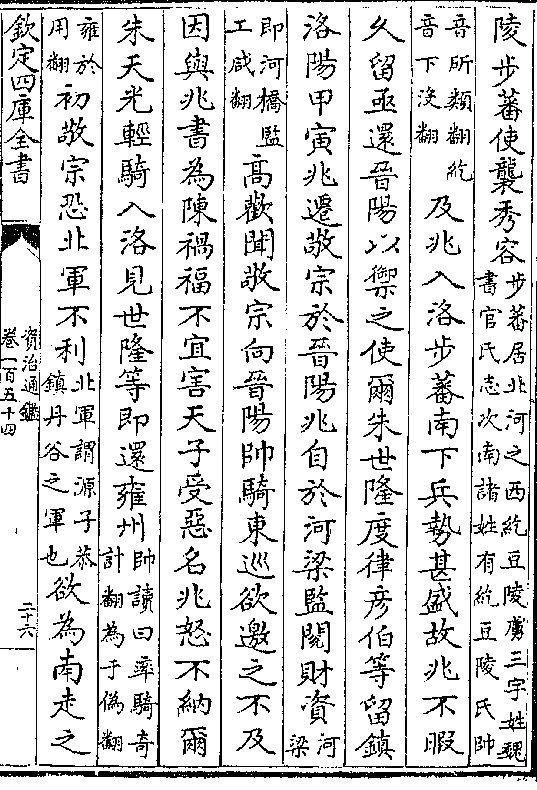 陵步蕃使襲秀容步蕃居北河之西紇豆陵虜三字姓魏
書官氏志次南諸姓有紇豆陵氏帥
音所類翻紇
音下沒翻及兆入洛步蕃南下兵勢甚盛故兆不暇
久留亟還晉陽以禦之使爾朱世隆度律彥伯等留鎮
洛陽甲寅兆遷敬宗於晉陽兆自於河梁監閱財資河
梁
即河橋監
工咸翻高歡聞敬宗向晉陽帥騎東巡欲邀之不及
因與兆書為陳禍福不宜害天子受惡名兆怒不納爾
朱天光輕騎入洛見世隆等即還雍州帥讀曰率騎奇
計翻為于偽翻
雍於
用翻初敬宗恐北軍不利北軍謂源子恭
鎮丹谷之軍也欲為南走之
欽定四庫全書
資治通鑑
卷一百五十四
二十六